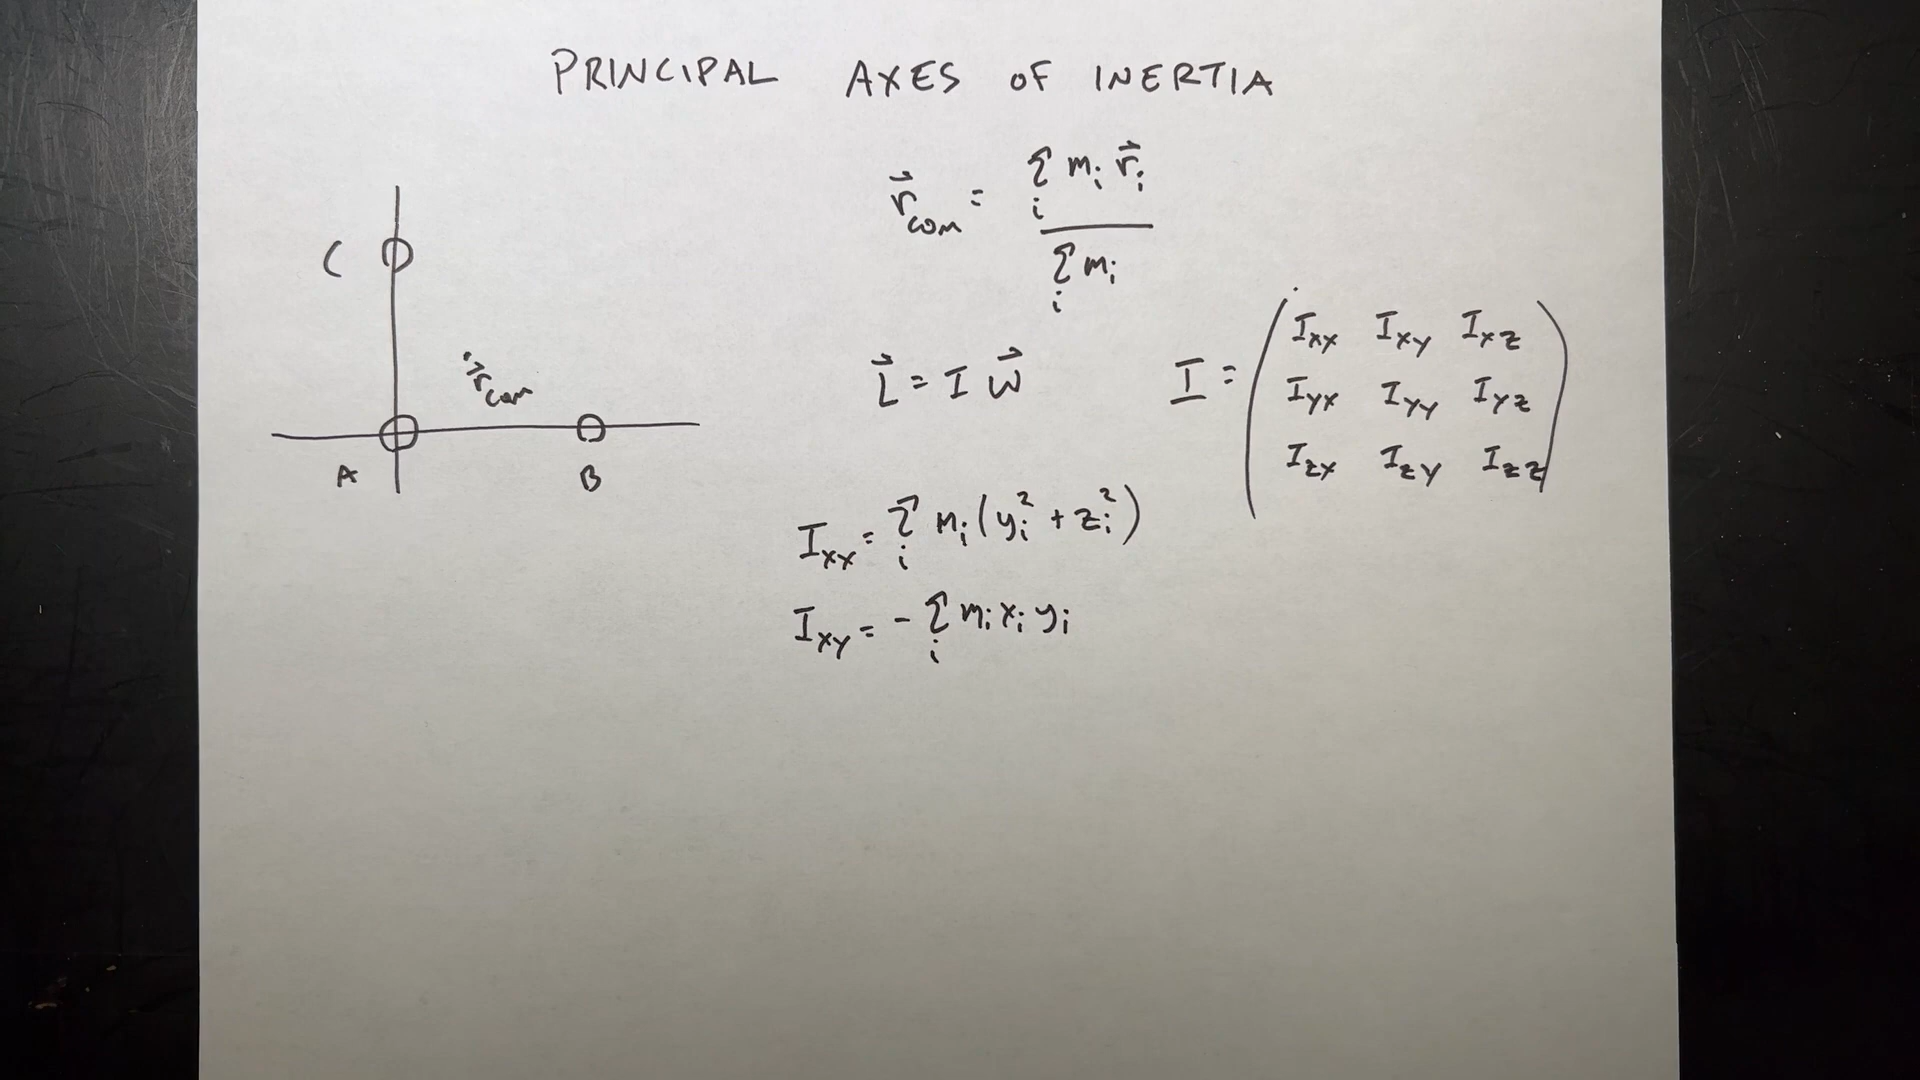 PRINCIPAL AXES OF INERTIA
r⃗com = Σi mi r⃗i / Σi mi
C
r⃗com
A
B
L⃗ = I ω⃗
I = ( Ixx Ixy Ixz
Iyx Iyy Iyz
Izx Izy Izz )
Ixx = Σi mi (yi² + zi²)
Ixy = - Σi mi xi yi